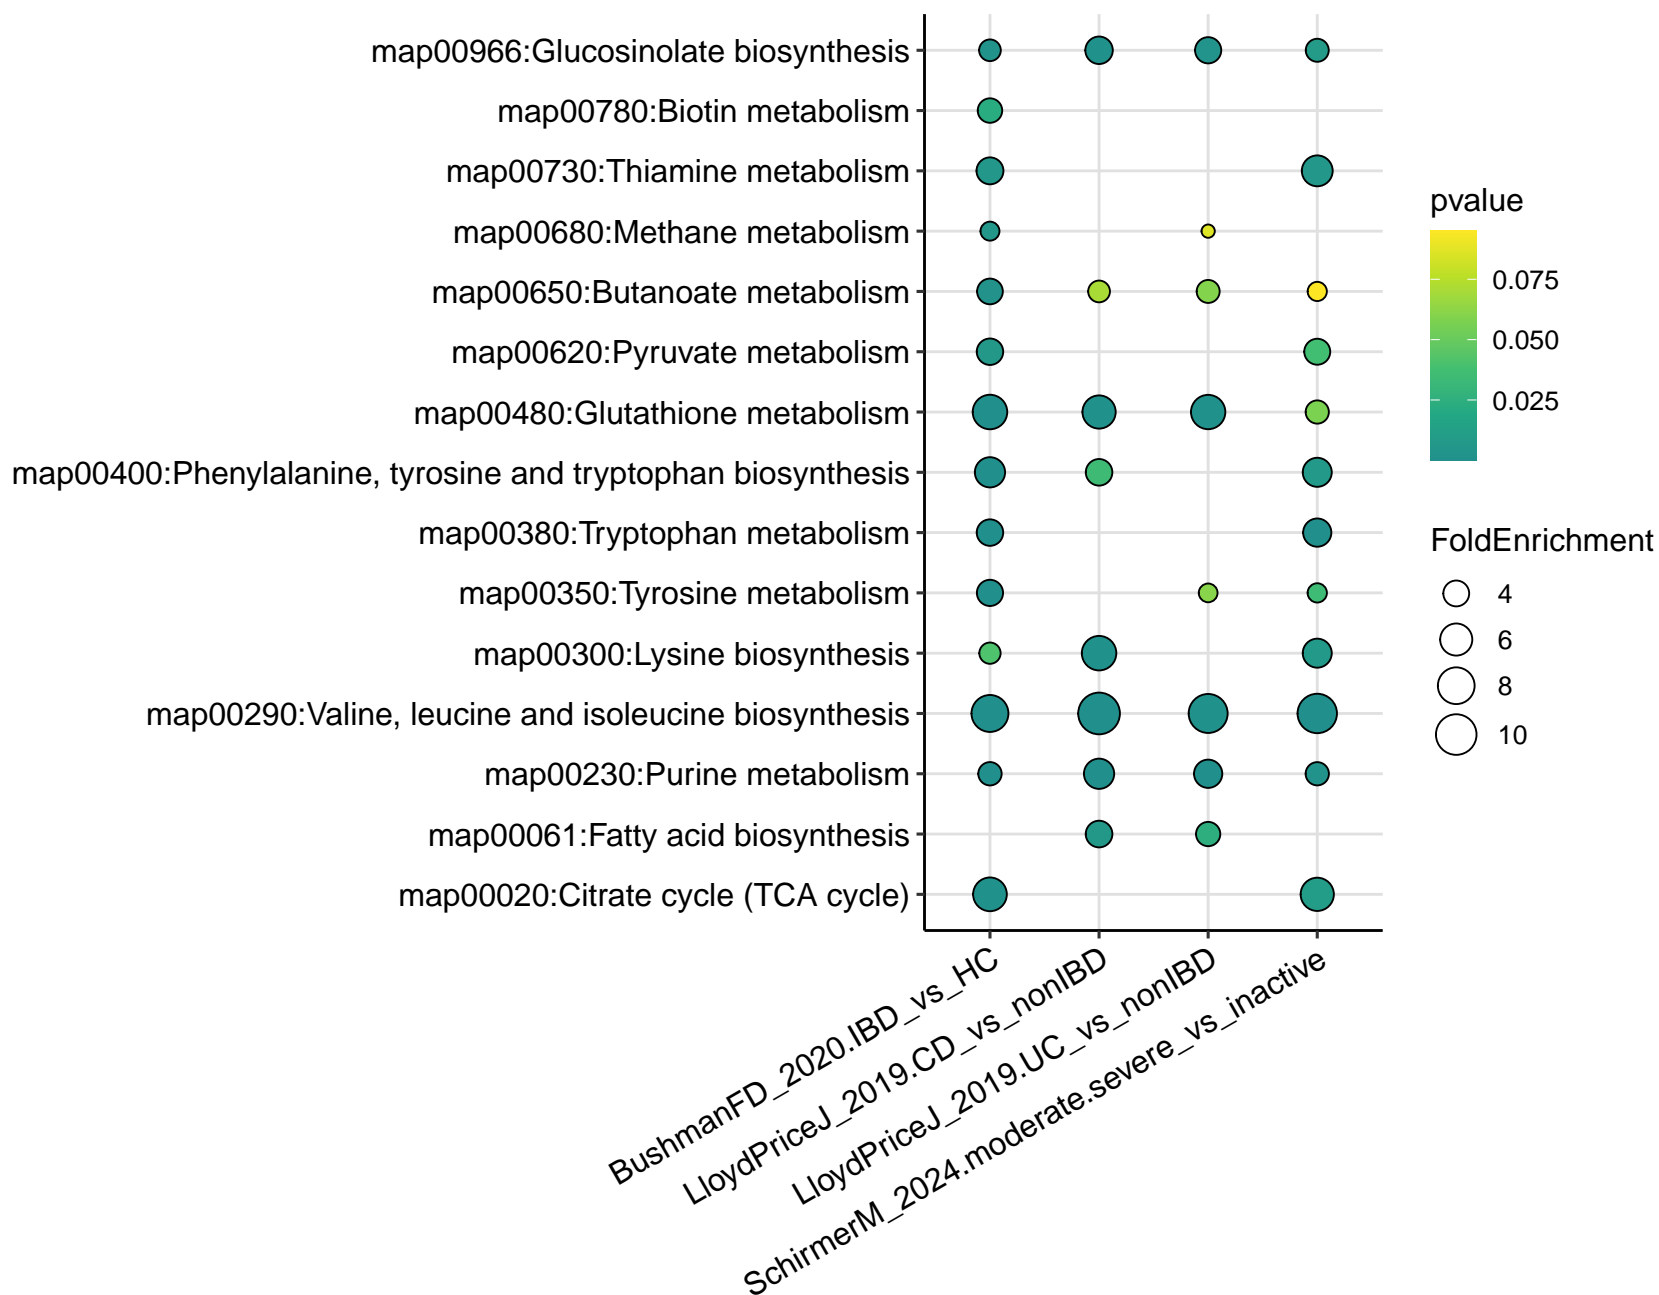 map00966:Glucosinolate biosynthesis
map00780:Biotin metabolism
map00730:Thiamine metabolism
map00680:Methane metabolism
map00650:Butanoate metabolism
map00620:Pyruvate metabolism
map00480:Glutathione metabolism
map00400:Phenylalanine, tyrosine and tryptophan biosynthesis
map00380:Tryptophan metabolism
map00350:Tyrosine metabolism
map00300:Lysine biosynthesis
map00290:Valine, leucine and isoleucine biosynthesis
map00230:Purine metabolism
map00061:Fatty acid biosynthesis
map00020:Citrate cycle (TCA cycle)
BushmanFD_2020.IBD_vs_HC
LloydPriceJ_2019.CD_vs_nonIBD
LloydPriceJ_2019.UC_vs_nonIBD
SchirmerM_2024.moderate.severe_vs_inactive
pvalue
0.075
0.050
0.025
FoldEnrichment
4
6
8
10